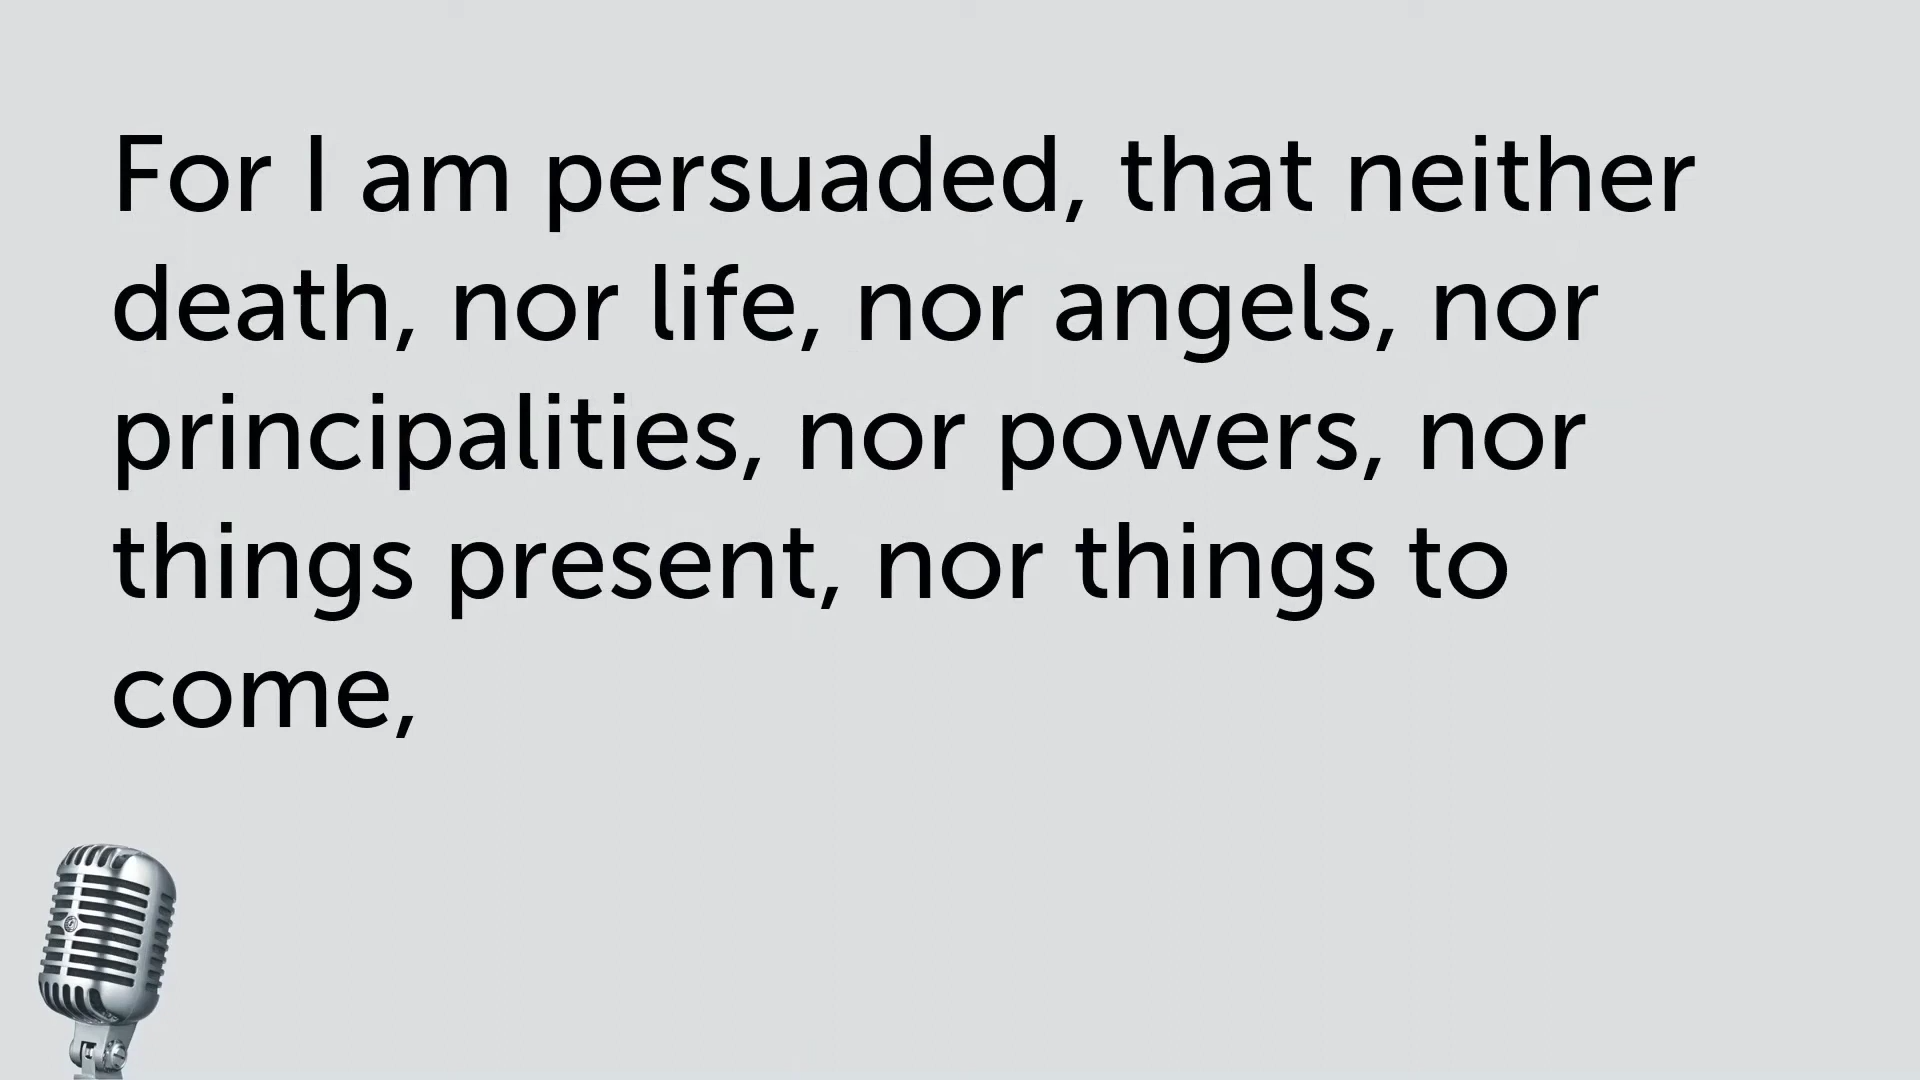 For I am persuaded, that neither
death, nor life, nor angels, nor
principalities, nor powers, nor
things present, nor things to
come,